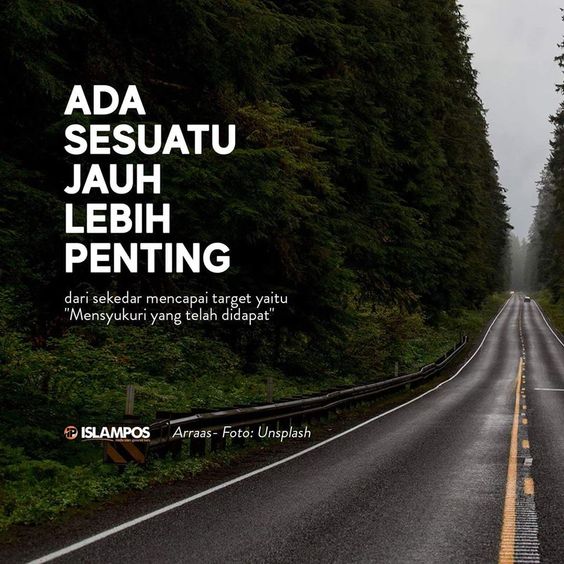 ADA
SESUATU
JAUH
LEBIH
PENTING
dari sekedar mencapai target yaitu
"Mensyukuri yang telah didapat"
ISLAMPOS
Arraas- Foto: Unsplash